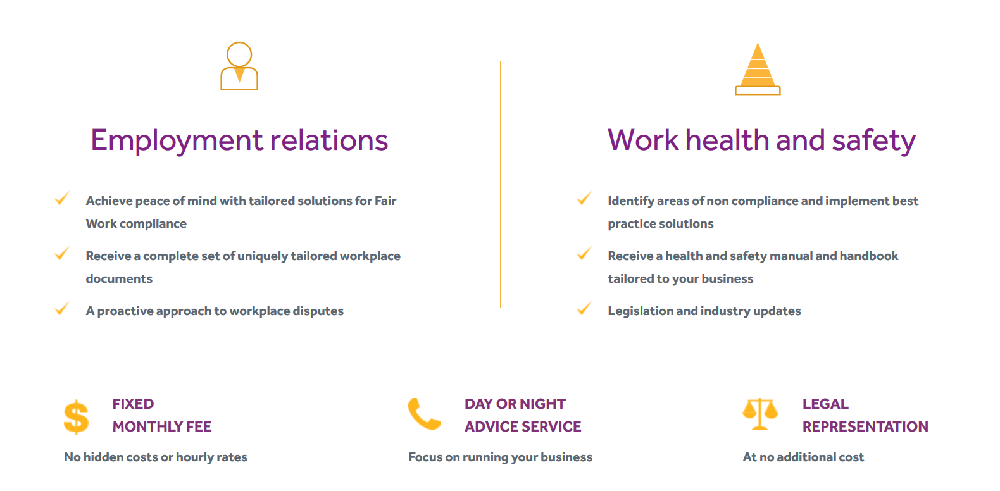 Employment relations
Achieve peace of mind with tailored solutions for Fair
Work compliance
Receive a complete set of uniquely tailored workplace
documents
A proactive approach to workplace disputes
Work health and safety
Identify areas of non compliance and implement best
practice solutions
Receive a health and safety manual and handbook
tailored to your business
Legislation and industry updates
FIXED
MONTHLY FEE
No hidden costs or hourly rates
DAY OR NIGHT
ADVICE SERVICE
Focus on running your business
LEGAL
REPRESENTATION
At no additional cost